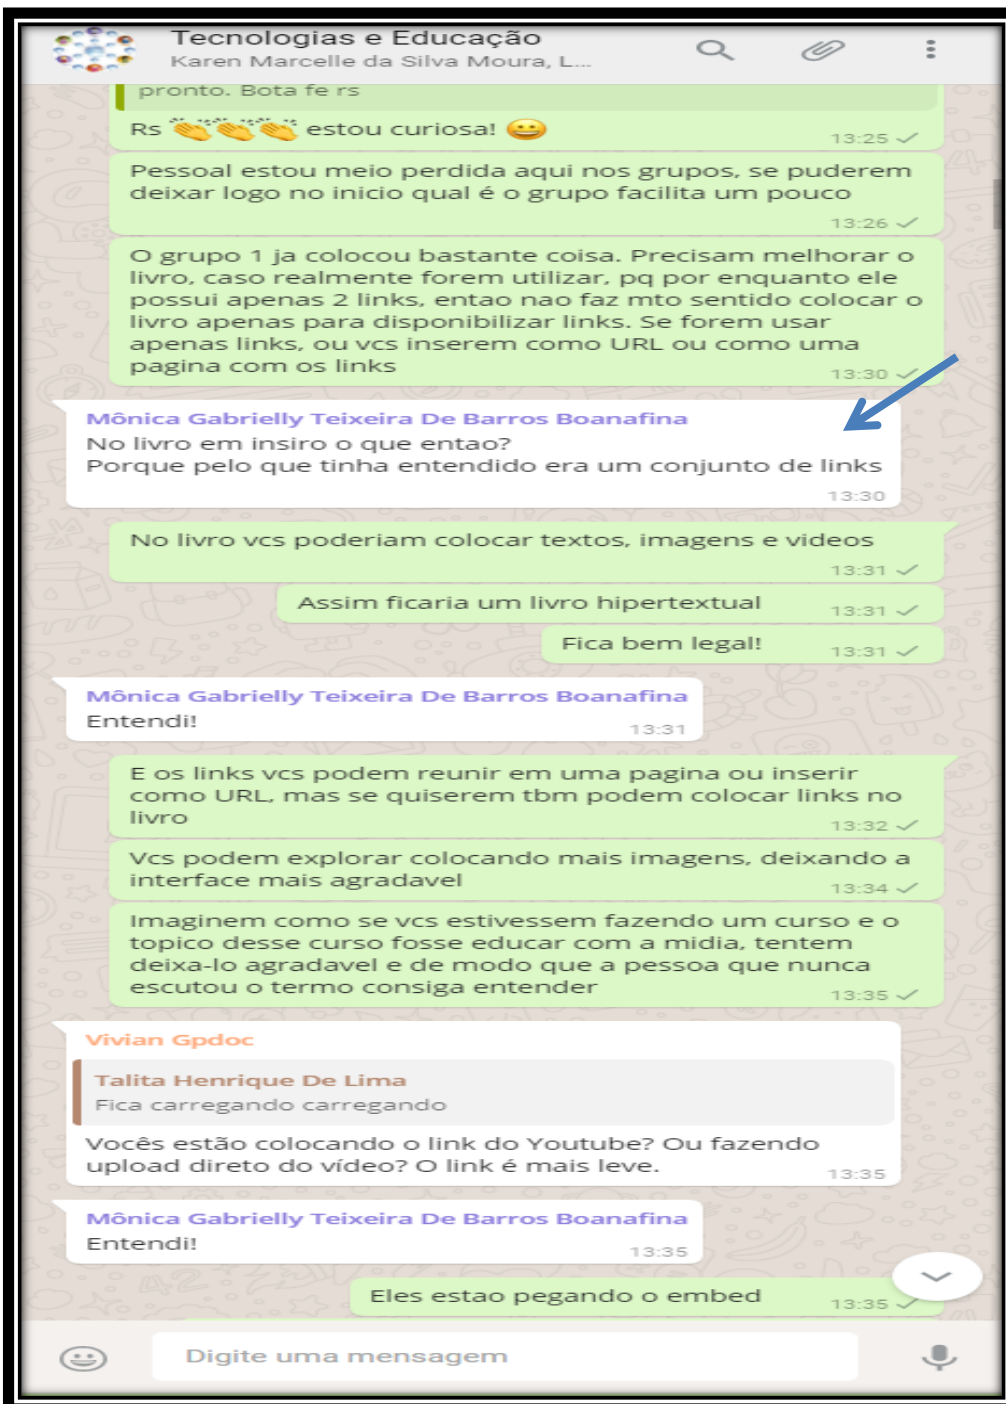 Tecnologias e Educação
Karen Marcelle da Silva Moura, L...
pronto. Bota fe rs
Rs 👏👏👏 estou curiosa! 😀
13:25
Pessoal estou meio perdida aqui nos grupos, se puderem
deixar logo no inicio qual é o grupo facilita um pouco
13:26
O grupo 1 ja colocou bastante coisa. Precisam melhorar o
livro, caso realmente forem utilizar, pq por enquanto ele
possui apenas 2 links, entao nao faz mto sentido colocar o
livro apenas para disponibilizar links. Se forem usar
apenas links, ou vcs inserem como URL ou como uma
pagina com os links
13:30
Mônica Gabrielly Teixeira De Barros Boanafina
No livro em insiro o que entao?
Porque pelo que tinha entendido era um conjunto de links
13:30
No livro vcs poderiam colocar textos, imagens e videos
13:31
Assim ficaria um livro hipertextual
13:31
Fica bem legal!
13:31
Mônica Gabrielly Teixeira De Barros Boanafina
Entendi!
13:31
E os links vcs podem reunir em uma pagina ou inserir
como URL, mas se quiserem tbm podem colocar links no
livro
13:32
Vcs podem explorar colocando mais imagens, deixando a
interface mais agradavel
13:34
Imaginem como se vcs estivessem fazendo um curso e o
topico desse curso fosse educar com a midia, tentem
deixa-lo agradavel e de modo que a pessoa que nunca
escutou o termo consiga entender
13:35
Vivian Gpdoc
Talita Henrique De Lima
Fica carregando carregando
Vocês estão colocando o link do Youtube? Ou fazendo
upload direto do vídeo? O link é mais leve.
13:35
Mônica Gabrielly Teixeira De Barros Boanafina
Entendi!
13:35
Eles estao pegando o embed
13:35
Digite uma mensagem